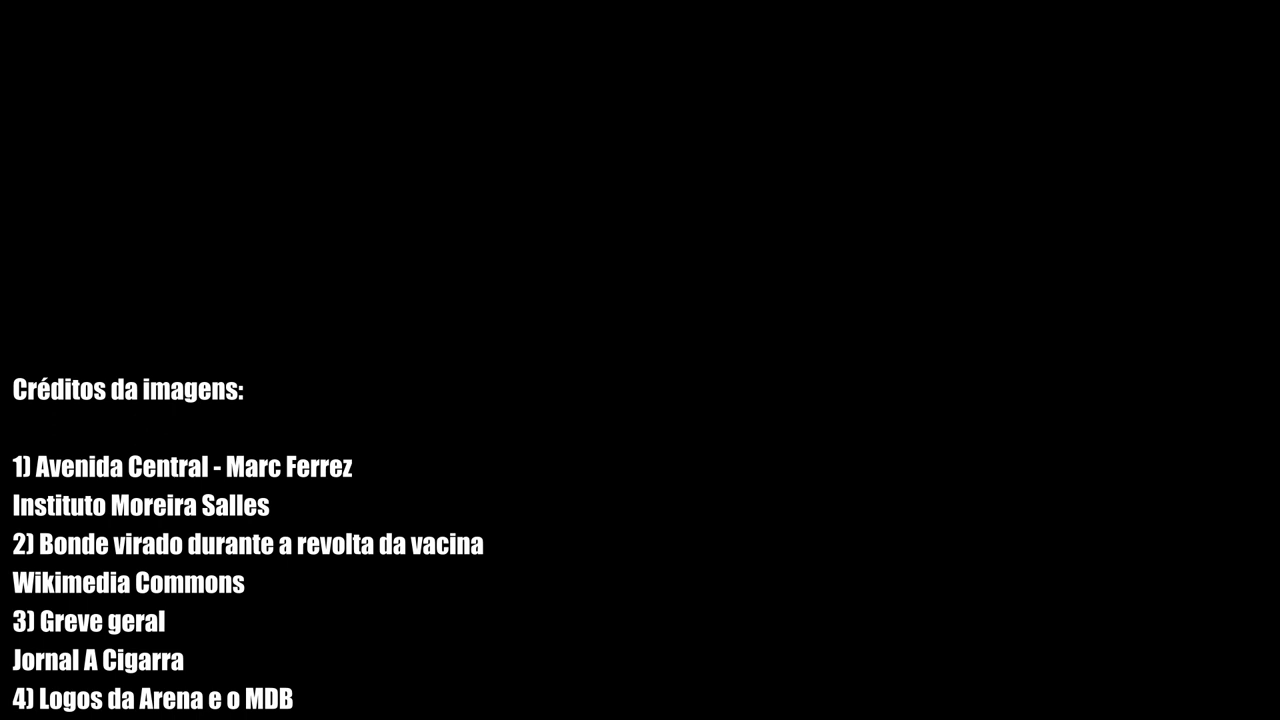 Créditos da imagens:
1) Avenida Central - Marc Ferrez
Instituto Moreira Salles
2) Bonde virado durante a revolta da vacina
Wikimedia Commons
3) Greve geral
Jornal A Cigarra
4) Logos da Arena e o MDB